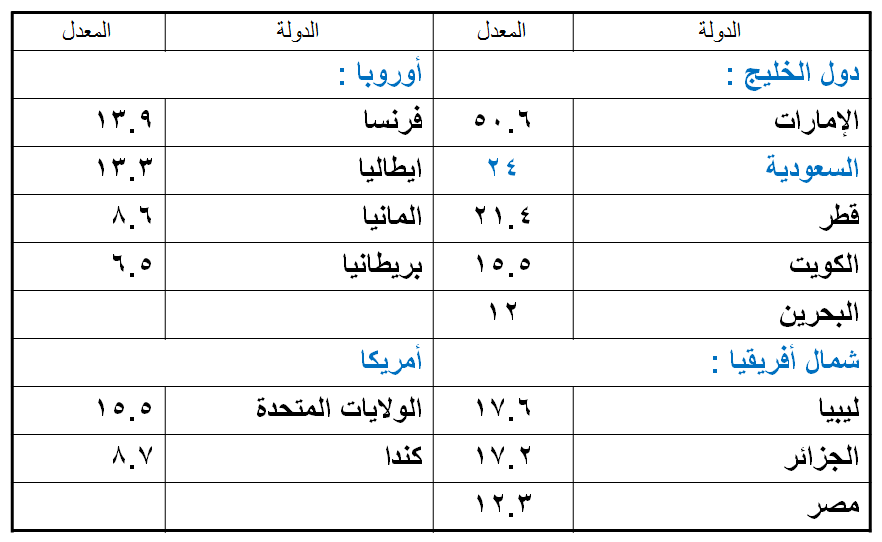 الدولة المعدل الدولة المعدل
دول الخليج : أوروبا :
الإمارات ٥٠.٦ فرنسا ١٣.٩
السعودية ٢٤ ايطاليا ١٣.٣
قطر ٢١.٤ المانيا ٨.٦
الكويت ١٥.٥ بريطانيا ٦.٥
البحرين ١٢
شمال أفريقيا : أمريكا
ليبيا ١٧.٦ الولايات المتحدة ١٥.٥
الجزائر ١٧.٢ كندا ٨.٧
مصر ١٢.٣